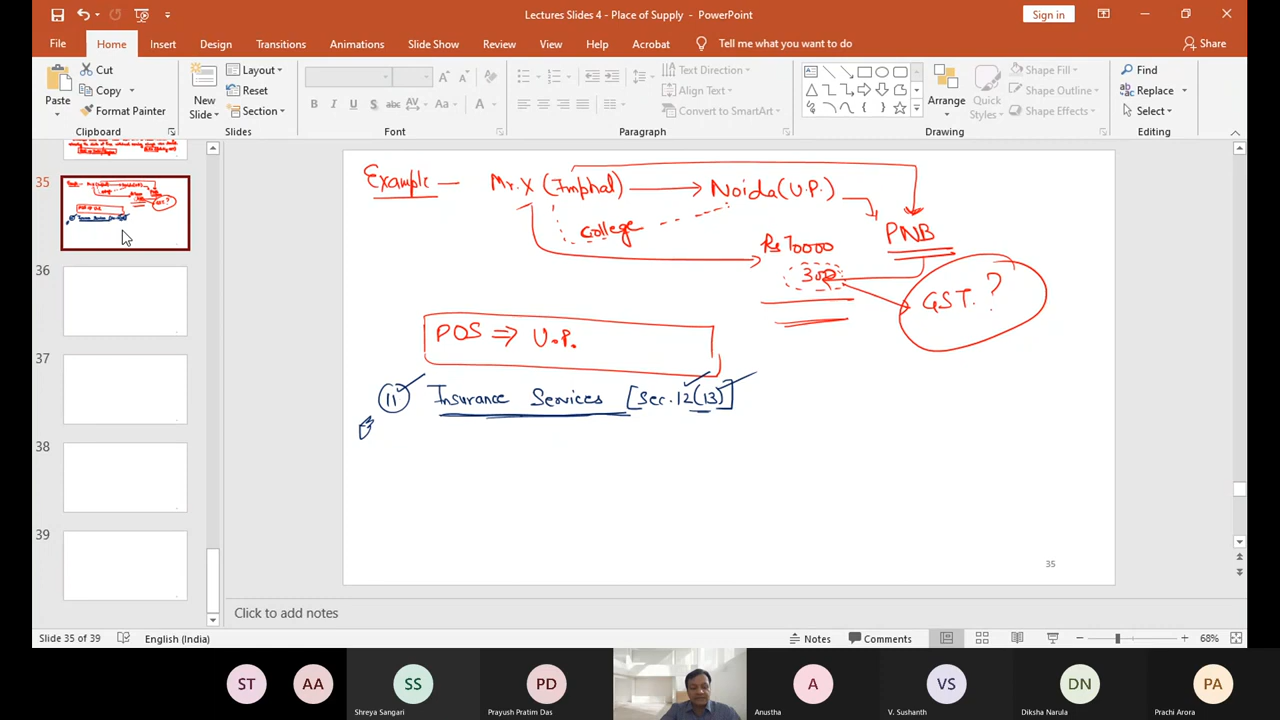 Lectures Slides 4 - Place of Supply - PowerPoint
Sign in
File Home Insert Design Transitions Animations Slide Show Review View Help Acrobat Tell me what you want to do Share
Paste Cut Copy Format Painter
Clipboard
New Slide Layout Reset Section
Slides
Font
Text Direction Align Text Convert to SmartArt
Paragraph
Arrange Quick Styles Shape Fill Shape Outline Shape Effects
Drawing
Find Replace Select
Editing
35
36
37
38
39
Example — Mr. X (Imphal) → Noida (U.P.)
College
PNB
Rs 70000
300
GST. ?
POS ⇒ U.P.
11 Insurance Services [Sec. 12(13)]
35
Click to add notes
Slide 35 of 39 English (India) Notes Comments 68%
ST AA SS PD A VS DN PA
Shreya Sangari Prayush Pratim Das Anustha V. Sushanth Diksha Narula Prachi Arora